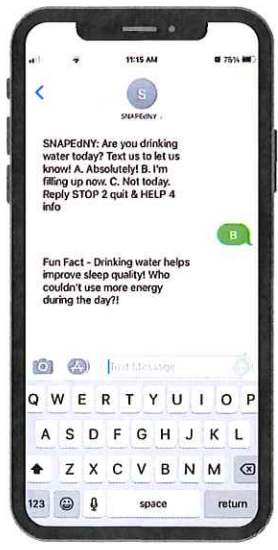 11:15 AM
75%
S
SNAPEdNY
SNAPEdNY: Are you drinking
water today? Text us to let us
know! A. Absolutely! B. I'm
filling up now. C. Not today.
Reply STOP 2 quit & HELP 4
info
B
Fun Fact - Drinking water helps
improve sleep quality! Who
couldn't use more energy
during the day?!
Text Message
Q W E R T Y U I O P
A S D F G H J K L
Z X C V B N M
123 space return